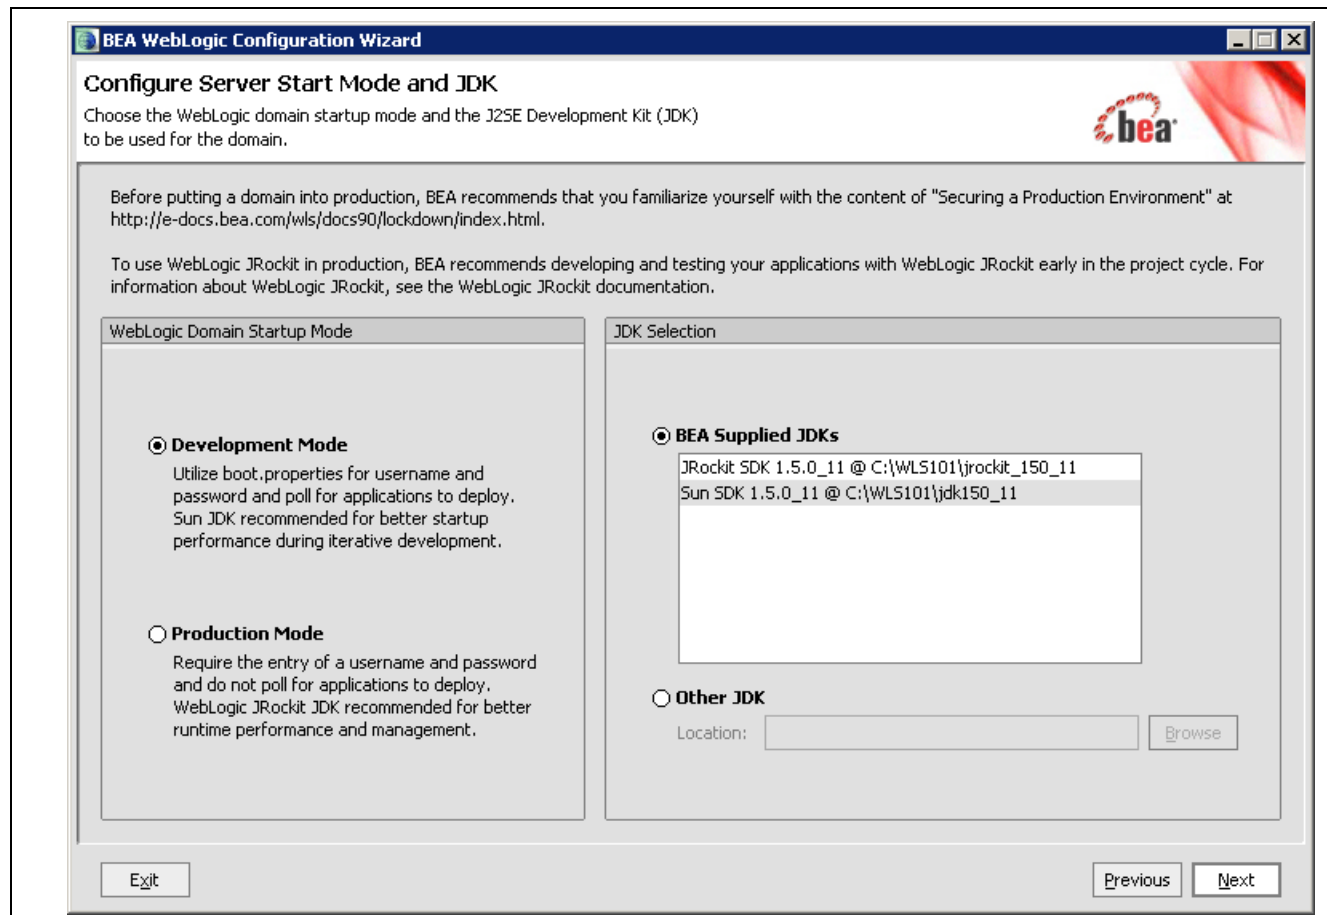 BEA WebLogic Configuration Wizard
Configure Server Start Mode and JDK
Choose the WebLogic domain startup mode and the J2SE Development Kit (JDK)
to be used for the domain.
bea
Before putting a domain into production, BEA recommends that you familiarize yourself with the content of "Securing a Production Environment" at
http://e-docs.bea.com/wls/docs90/lockdown/index.html.
To use WebLogic JRockit in production, BEA recommends developing and testing your applications with WebLogic JRockit early in the project cycle. For
information about WebLogic JRockit, see the WebLogic JRockit documentation.
WebLogic Domain Startup Mode
Development Mode
Utilize boot.properties for username and
password and poll for applications to deploy.
Sun JDK recommended for better startup
performance during iterative development.
Production Mode
Require the entry of a username and password
and do not poll for applications to deploy.
WebLogic JRockit JDK recommended for better
runtime performance and management.
JDK Selection
BEA Supplied JDKs
JRockit SDK 1.5.0_11 @ C:\WLS101\jrockit_150_11
Sun SDK 1.5.0_11 @ C:\WLS101\jdk150_11
Other JDK
Location:
Browse
Exit
Previous
Next